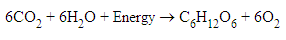 6CO₂ + 6H₂O + Energy → C₆H₁₂O₆ + 6O₂